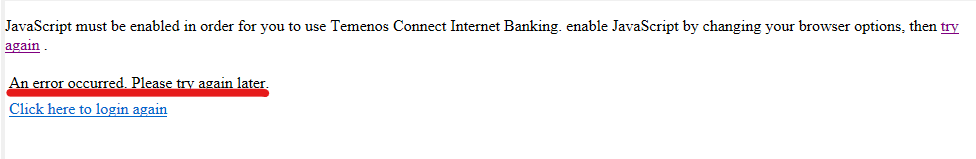 JavaScript must be enabled in order for you to use Temenos Connect Internet Banking. enable JavaScript by changing your browser options, then try
again .
An error occurred. Please try again later.
Click here to login again